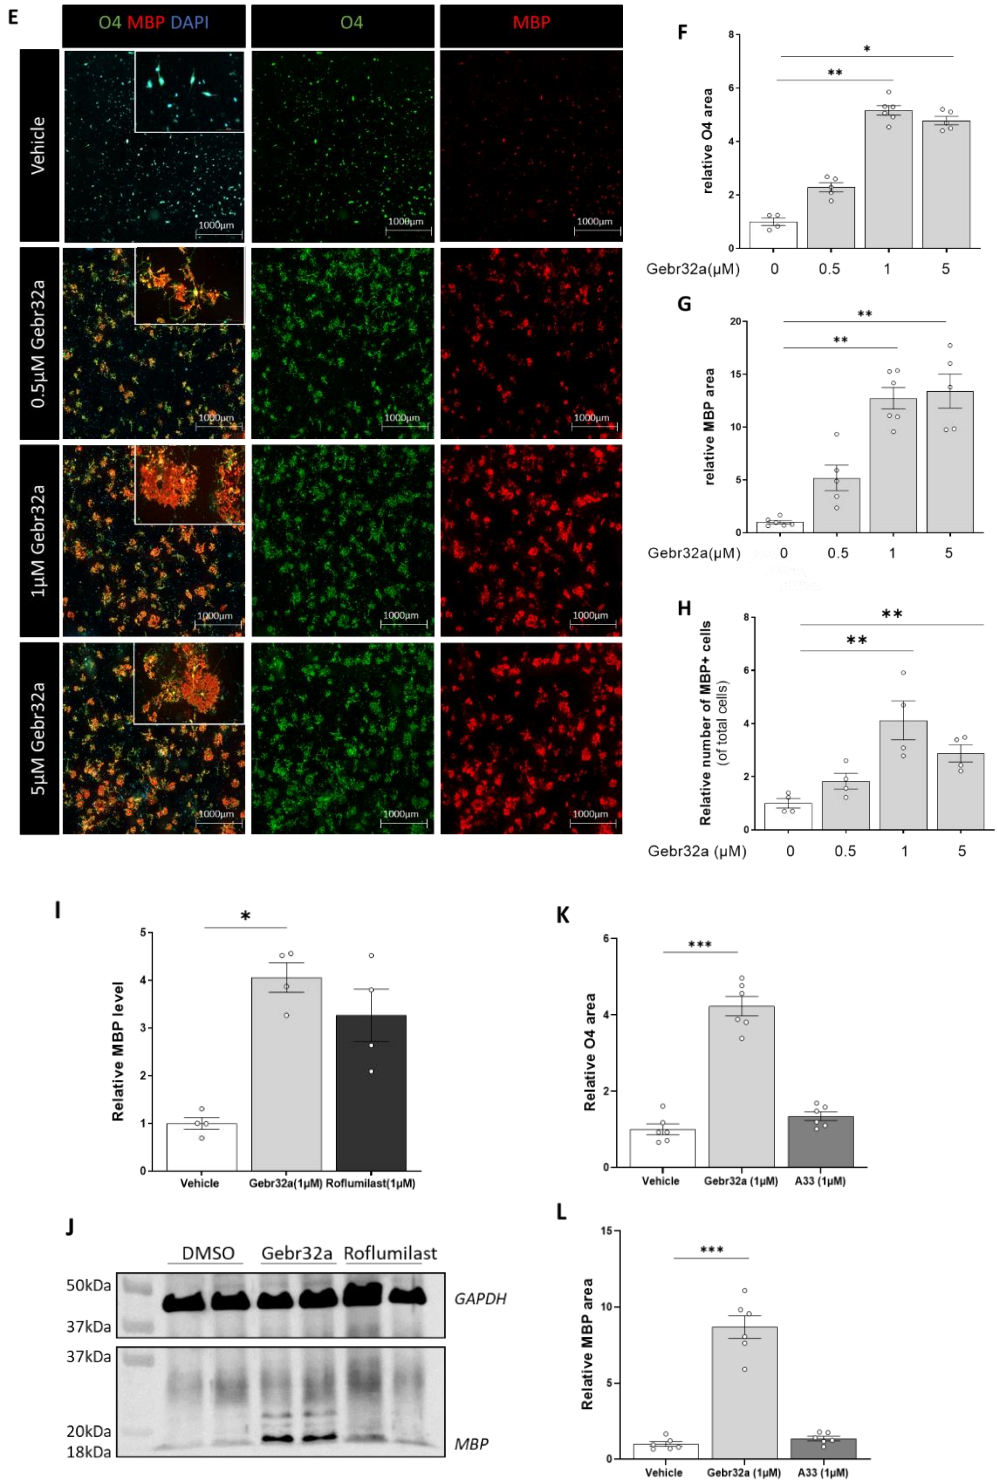 E
O4 MBP DAPI
O4
MBP
Vehicle
1000µm
1000µm
1000µm
0.5µM Gebr32a
1000µm
1000µm
1000µm
1µM Gebr32a
1000µm
1000µm
1000µm
5µM Gebr32a
1000µm
1000µm
1000µm
F
relative O4 area
8
6
4
2
0
*
**
Gebr32a(µM) 0 0.5 1 5
G
relative MBP area
20
15
10
5
0
**
**
Gebr32a(µM) 0 0.5 1 5
H
Relative number of MBP+ cells
(of total cells)
8
6
4
2
0
**
**
Gebr32a (µM) 0 0.5 1 5
I
Relative MBP level
5
4
3
2
1
0
*
Vehicle Gebr32a(1µM) Roflumilast(1µM)
J
DMSO Gebr32a Roflumilast
50kDa
37kDa
GAPDH
37kDa
20kDa
18kDa
MBP
K
Relative O4 area
6
4
2
0
***
Vehicle Gebr32a (1µM) A33 (1µM)
L
Relative MBP area
15
10
5
0
***
Vehicle Gebr32a (1µM) A33 (1µM)